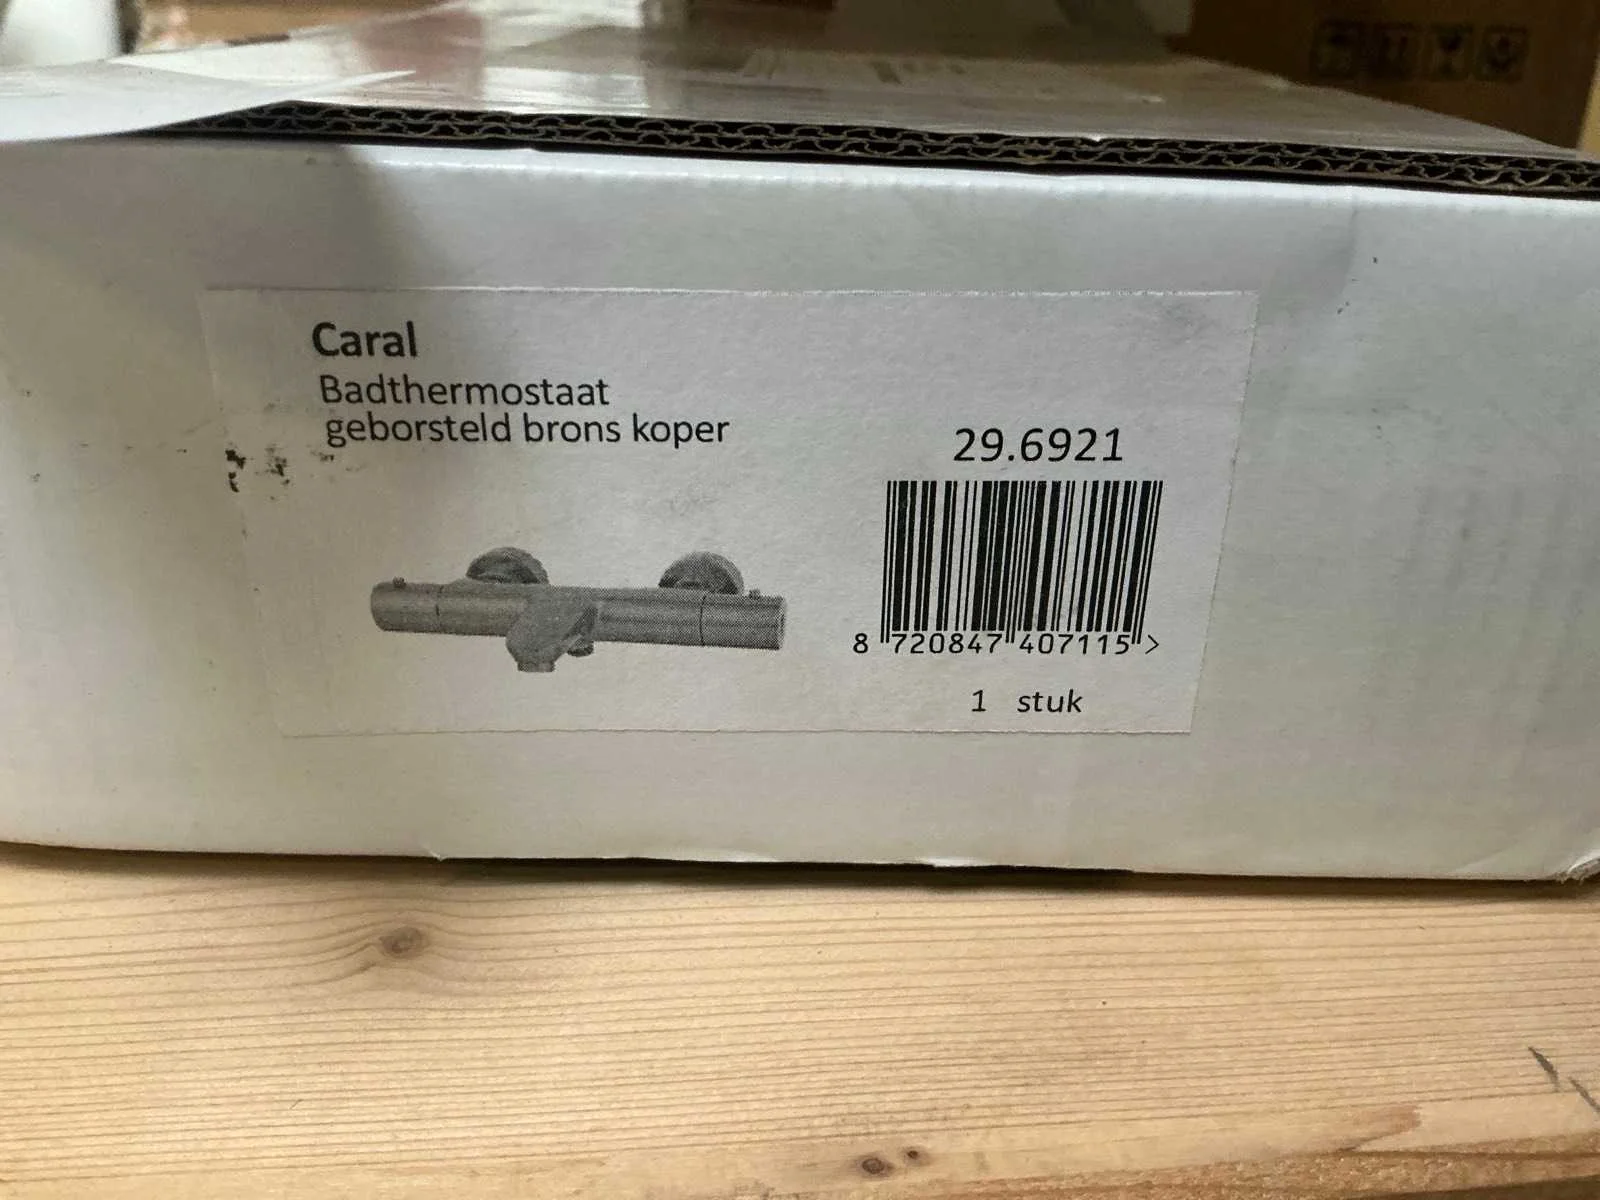 Caral
Badthermostaat
geborsteld brons koper
29.6921
8 720847 407115 >
1 stuk